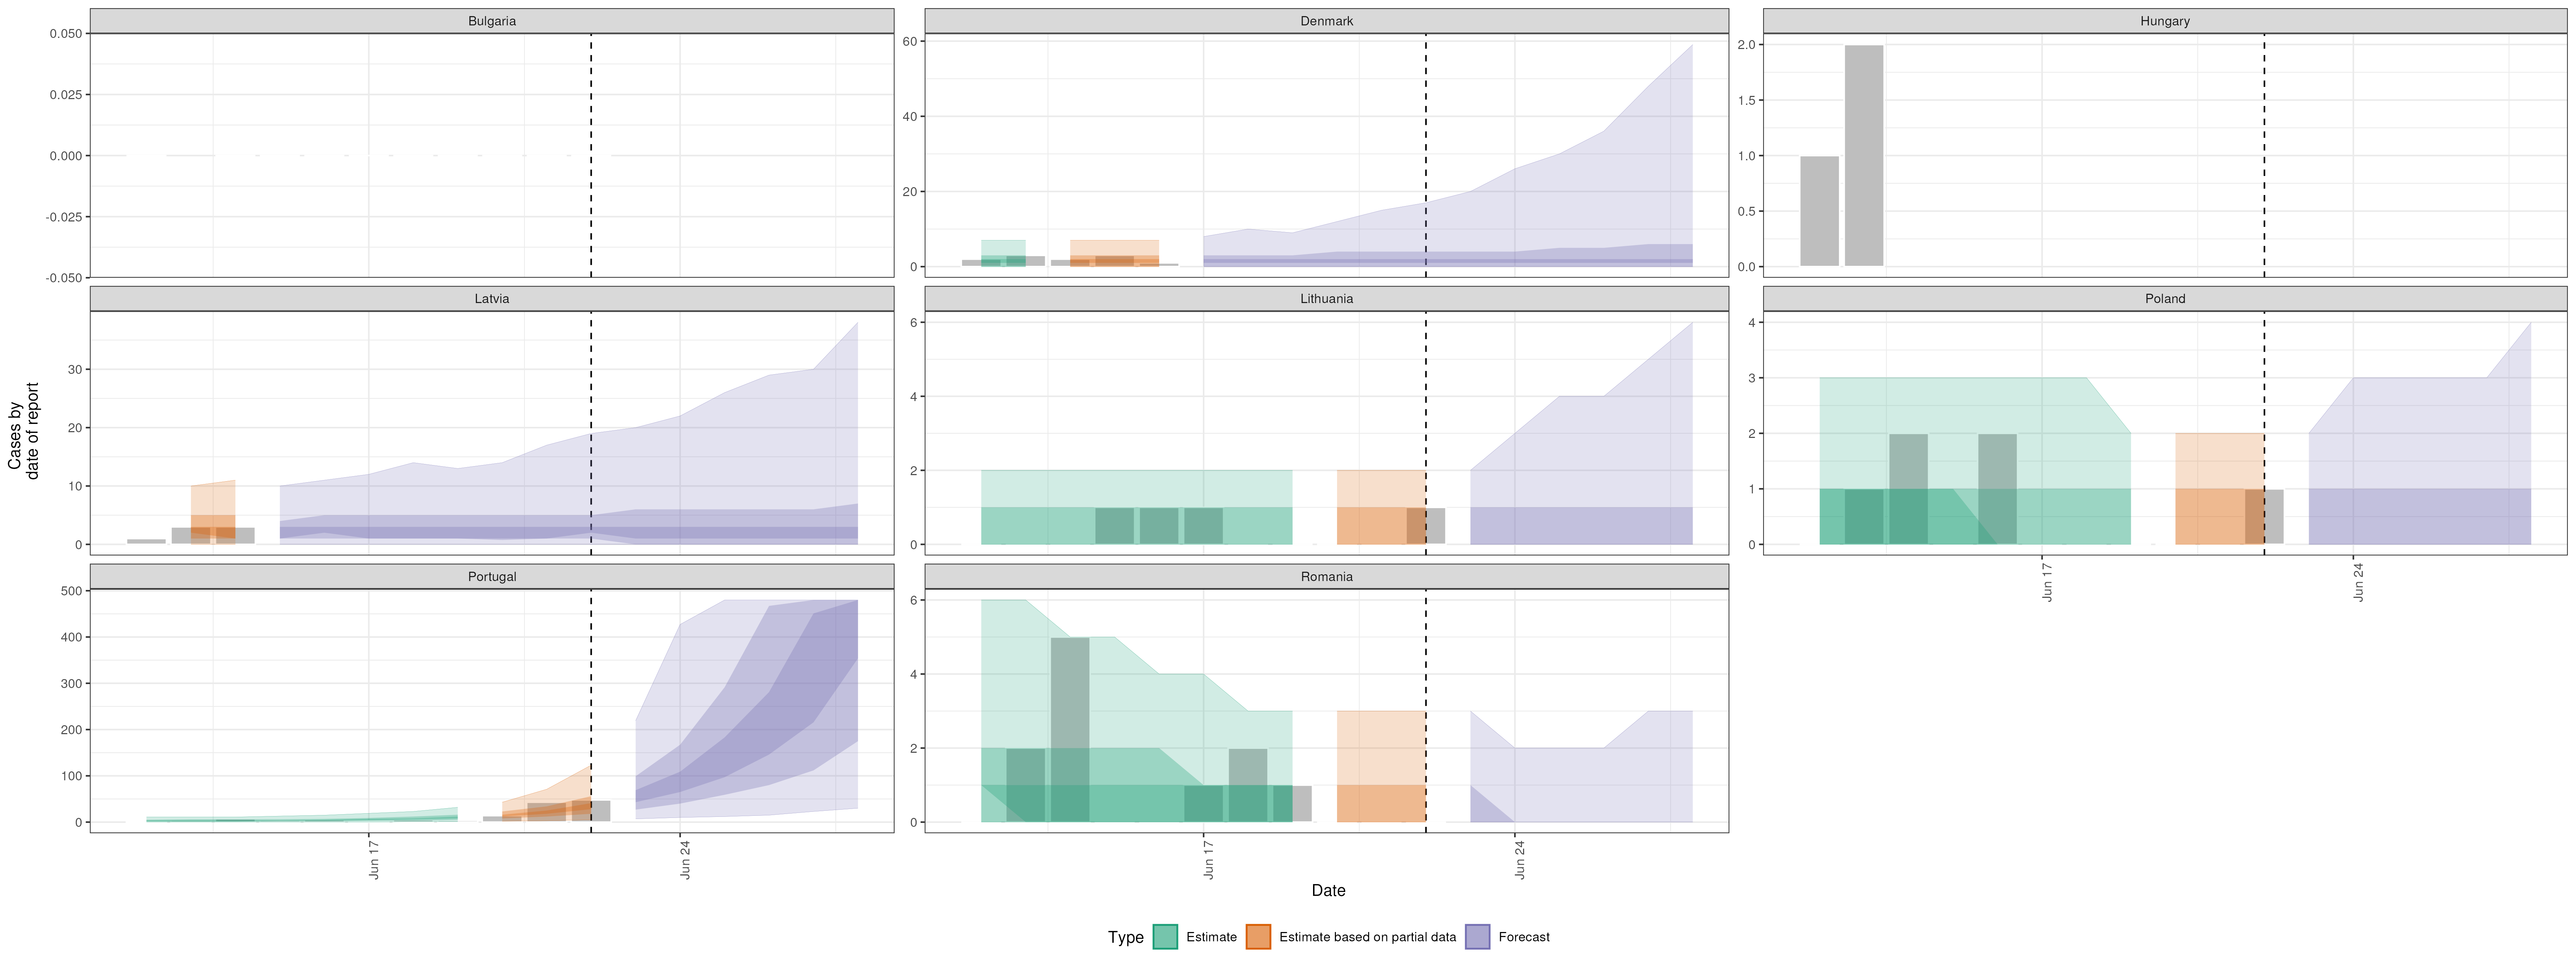 Bulgaria
0.050
0.025
0.000
-0.025
-0.050
Denmark
60
40
20
0
Hungary
2.0
1.5
1.0
0.5
0.0
Cases by
date of report
Latvia
30
20
10
0
Lithuania
6
4
2
0
Poland
4
3
2
1
0
Jun 17
Jun 24
Portugal
500
400
300
200
100
0
Jun 17
Jun 24
Romania
6
4
2
0
Jun 17
Jun 24
Date
Type Estimate Estimate based on partial data Forecast